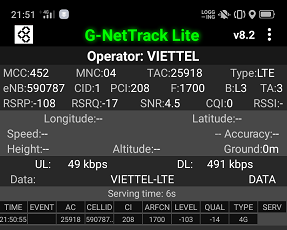 21:51
G-NetTrack Lite v8.2
Operator: VIETTEL
MCC:452 MNC:04 TAC:25918 Type:LTE
eNB:590787 CID:1 PCI:208 F:1700 B:L3 TA:3
RSRP:-108 RSRQ:-17 SNR:4.5 CQI:0 RSSI:-
Longitude:-- Latitude:--
Speed:-- -- Accuracy:--
Height:-- Altitude:-- Ground:0m
UL: 49 kbps DL: 491 kbps
Data: VIETTEL-LTE DATA
Serving time: 6s
TIME EVENT AC CELLID CI ARFCN LEVEL QUAL TYPE SERV
21:50:55 25918 590787.. 208 1700 -103 -14 4G